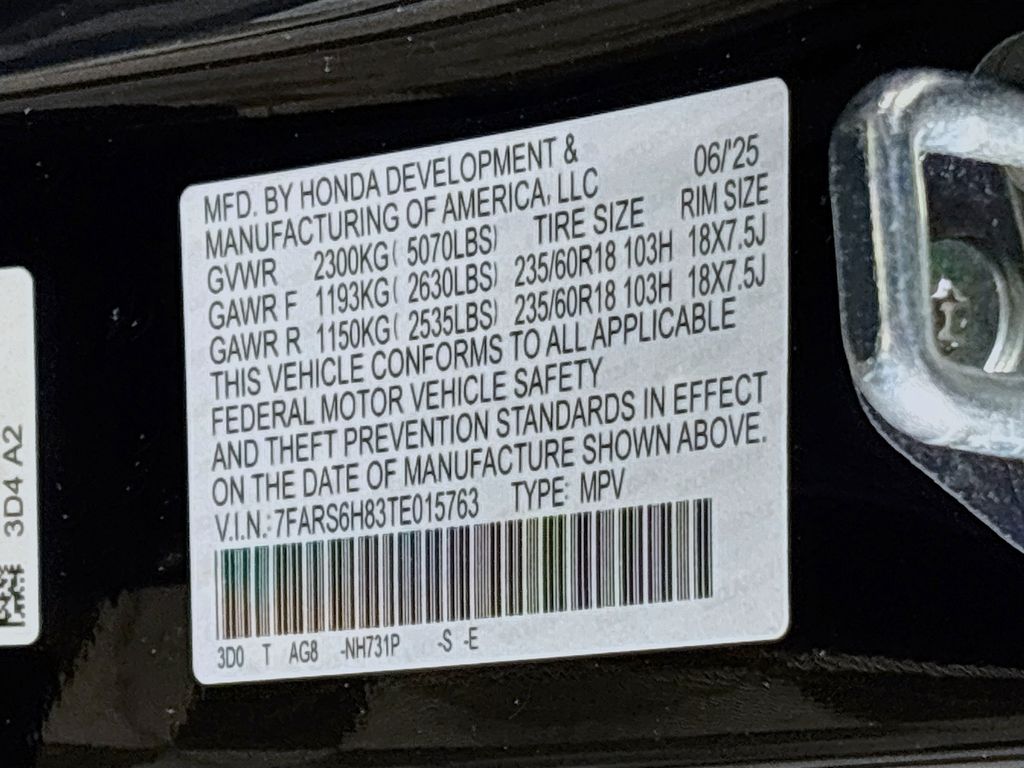 MFD. BY HONDA DEVELOPMENT &
MANUFACTURING OF AMERICA, LLC 06/'25
GVWR 2300KG( 5070LBS) TIRE SIZE RIM SIZE
GAWR F 1193KG( 2630LBS) 235/60R18 103H 18X7.5J
GAWR R 1150KG( 2535LBS) 235/60R18 103H 18X7.5J
THIS VEHICLE CONFORMS TO ALL APPLICABLE
FEDERAL MOTOR VEHICLE SAFETY
AND THEFT PREVENTION STANDARDS IN EFFECT
ON THE DATE OF MANUFACTURE SHOWN ABOVE.
V.I.N.: 7FARS6H83TE015763 TYPE: MPV
3D0 T AG8 -NH731P -S -E
3D4 A2